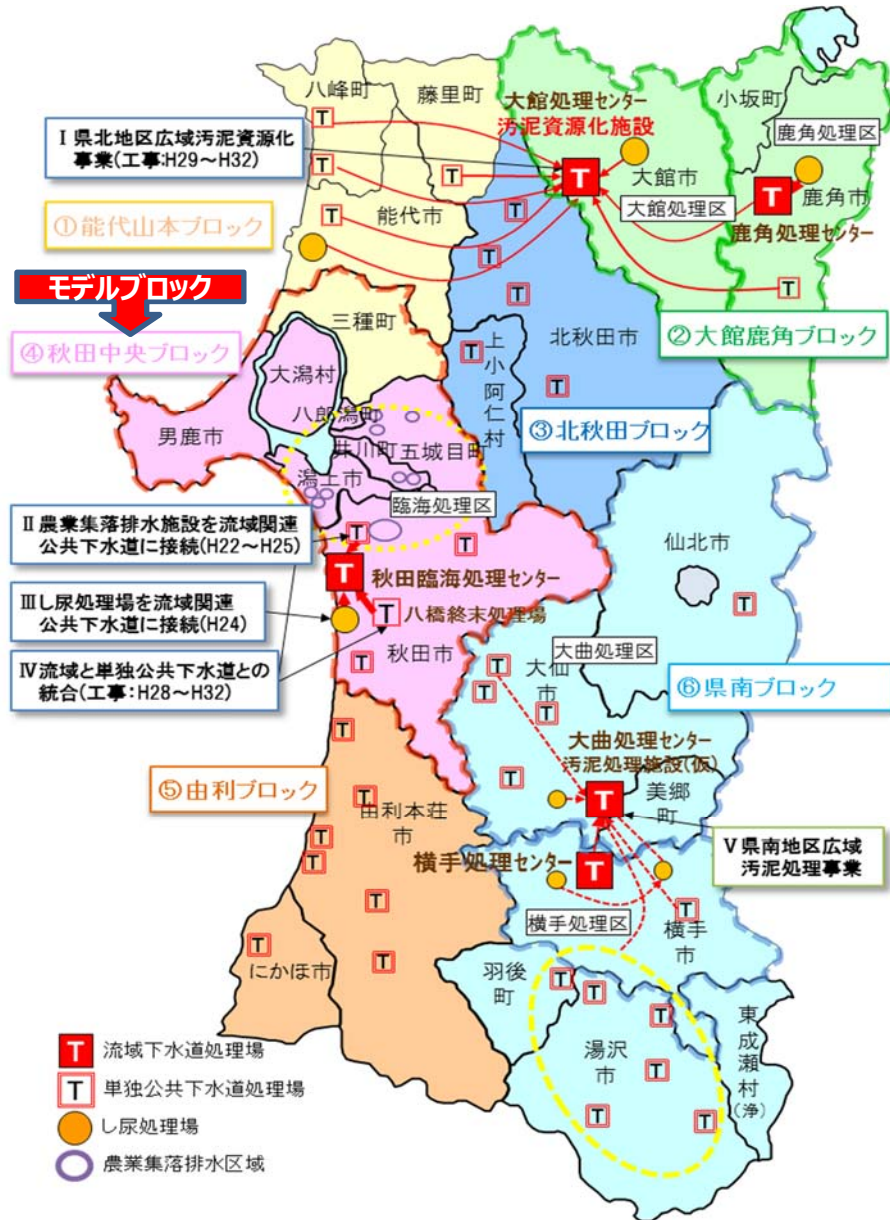 八峰町
藤里町
大館処理センター
汚泥資源化施設
小坂町
鹿角処理区
Ⅰ県北地区広域汚泥資源化
事業(工事:H29～H32)
T
T
T
T
T
T
大館市
鹿角市
大館処理区
鹿角処理センター
能代市
T
T
T
T
①能代山本ブロック
モデルブロック
三種町
T
北秋田市
②大館鹿角ブロック
④秋田中央ブロック
大潟村
上小阿仁村
T
T
男鹿市
八郎潟町
井川町
五城目町
③北秋田ブロック
潟上市
臨海処理区
Ⅱ農業集落排水施設を流域関連
公共下水道に接続(H22～H25)
T
T
仙北市
T
秋田臨海処理センター
Ⅲし尿処理場を流域関連
公共下水道に接続(H24)
T
八橋終末処理場
T
秋田市
Ⅳ流域と単独公共下水道との
統合(工事:H28～H32)
T
大曲処理区
T
大仙市
T
T
⑥県南ブロック
T
大曲処理センター
汚泥処理施設(仮)
⑤由利ブロック
T
T
T
美郷町
由利本荘市
T
T
横手処理センター
T
Ⅴ県南地区広域
汚泥処理事業
T
横手処理区
T
横手市
T
にかほ市
T
羽後町
T
T
T
湯沢市
T
東成瀬村
(浄)
T
T
T 流域下水道処理場
T 単独公共下水道処理場
し尿処理場
農業集落排水区域